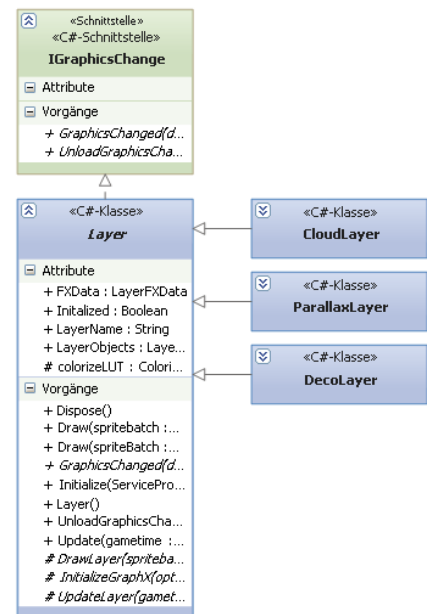 «Schnittstelle»
«C#-Schnittstelle»
IGraphicsChange
Attribute
Vorgänge
+ GraphicsChanged(d...
+ UnloadGraphicsCha...
«C#-Klasse»
Layer
Attribute
+ FXData : LayerFXData
+ Initalized : Boolean
+ LayerName : String
+ LayerObjects : Laye...
# colorizeLUT : Colori...
Vorgänge
+ Dispose()
+ Draw(spritebatch :...
+ Draw(spriteBatch :...
+ GraphicsChanged(d...
+ Initialize(ServicePro...
+ Layer()
+ UnloadGraphicsCha...
+ Update(gametime :...
# DrawLayer(spriteba...
# InitializeGraphX(opt...
# UpdateLayer(gamet...
«C#-Klasse»
CloudLayer
«C#-Klasse»
ParallaxLayer
«C#-Klasse»
DecoLayer